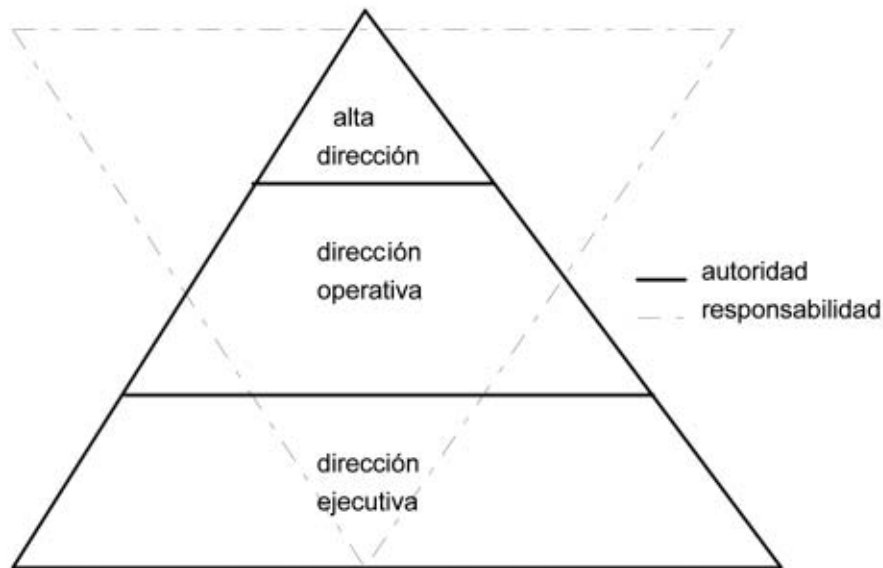 alta
dirección
dirección
operativa
autoridad
responsabilidad
dirección
ejecutiva